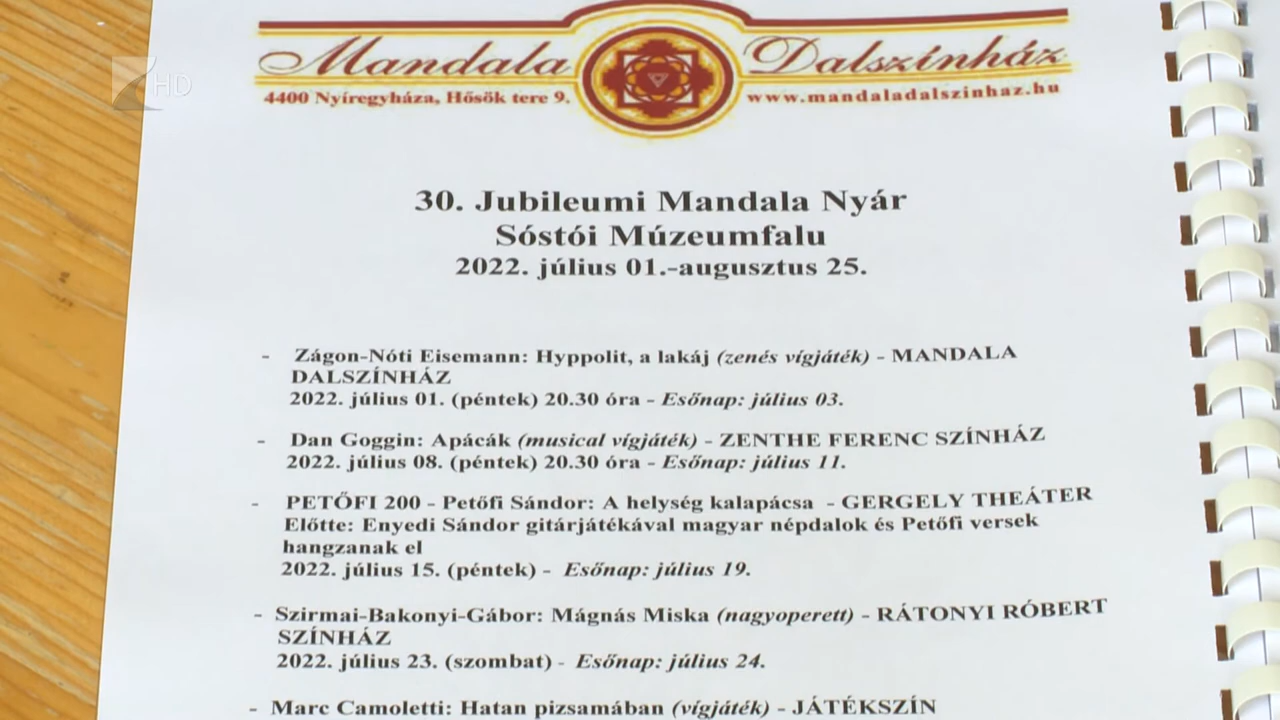 Mandala Dalszínház
4400 Nyíregyháza, Hősök tere 9. www.mandaladalszinhaz.hu
HD
30. Jubileumi Mandala Nyár
Sóstói Múzeumfalu
2022. július 01.-augusztus 25.
- Zágon-Nóti Eisemann: Hyppolit, a lakáj (zenés vígjáték) - MANDALA
DALSZÍNHÁZ
2022. július 01. (péntek) 20.30 óra - Esőnap: július 03.
- Dan Goggin: Apácák (musical vígjáték) - ZENTHE FERENC SZÍNHÁZ
2022. július 08. (péntek) 20.30 óra - Esőnap: július 11.
- PETŐFI 200 - Petőfi Sándor: A helység kalapácsa - GERGELY THEÁTER
Előtte: Enyedi Sándor gitárjátékával magyar népdalok és Petőfi versek
hangzanak el
2022. július 15. (péntek) - Esőnap: július 19.
- Szirmai-Bakonyi-Gábor: Mágnás Miska (nagyoperett) - RÁTONYI RÓBERT
SZÍNHÁZ
2022. július 23. (szombat) - Esőnap: július 24.
- Marc Camoletti: Hatan pizsamában (vígjáték) - JÁTÉKSZÍN